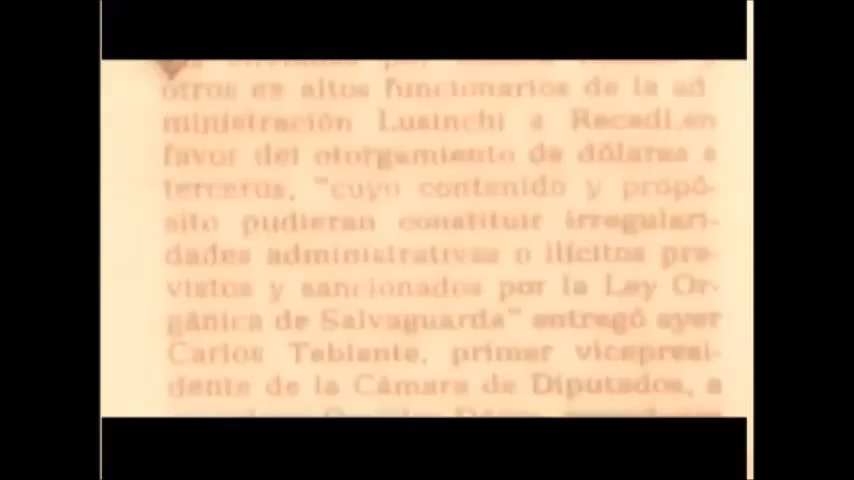 otros ex altos funcionarios de la ad
ministración Lusinchi a Recadi, en
favor del otorgamiento de dólares a
terceros, "cuyo contenido y propó-
sito pudieran constituir irregulari-
dades administrativas o ilícitos pre-
vistos y sancionados por la Ley Or-
gánica de Salvaguarda" entregó ayer
Carlos Tablante, primer vicepresi-
dente de la Cámara de Diputados, a